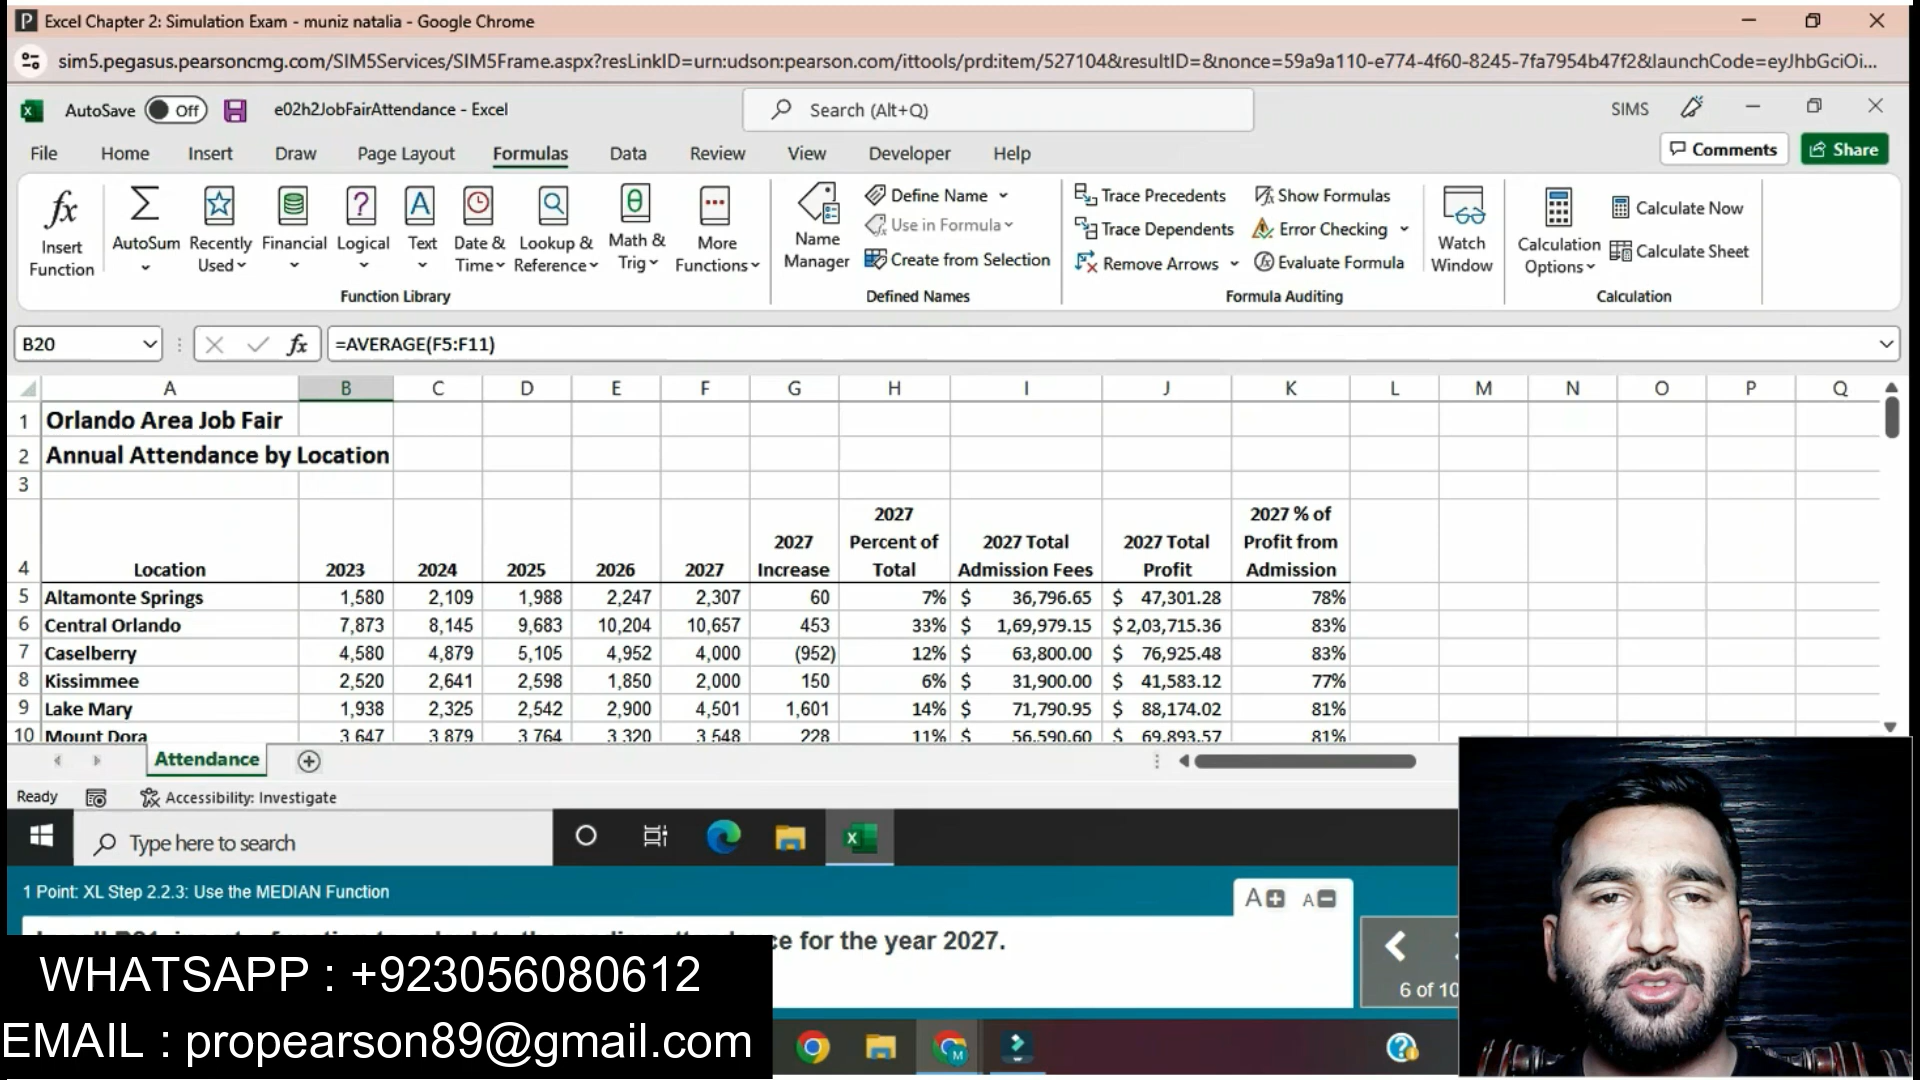 Excel Chapter 2: Simulation Exam - muniz natalia - Google Chrome
sim5.pegasus.pearsoncmg.com/SIM5Services/SIM5Frame.aspx?resLinkID=urn:udson:pearson.com/ittools/prd:item/527104&resultID=&nonce=59a9a110-e774-4f60-8245-7fa7954b47f2&launchCode=eyJhbGciOi...
AutoSave Off e02h2JobFairAttendance - Excel Search (Alt+Q) SIMS
File Home Insert Draw Page Layout Formulas Data Review View Developer Help Comments Share
Insert Function
AutoSum
Recently Used
Financial
Logical
Text
Date & Time
Lookup & Reference
Math & Trig
More Functions
Function Library
Name Manager
Define Name
Use in Formula
Create from Selection
Defined Names
Trace Precedents
Trace Dependents
Remove Arrows
Show Formulas
Error Checking
Evaluate Formula
Formula Auditing
Watch Window
Calculation Options
Calculate Now
Calculate Sheet
Calculation
B20 fx =AVERAGE(F5:F11)
A B C D E F G H I J K L M N O P Q
1 Orlando Area Job Fair
2 Annual Attendance by Location
3
4 Location 2023 2024 2025 2026 2027 2027 Increase 2027 Percent of Total 2027 Total Admission Fees 2027 Total Profit 2027 % of Profit from Admission
5 Altamonte Springs 1,580 2,109 1,988 2,247 2,307 60 7% $ 36,796.65 $ 47,301.28 78%
6 Central Orlando 7,873 8,145 9,683 10,204 10,657 453 33% $ 1,69,979.15 $ 2,03,715.36 83%
7 Caselberry 4,580 4,879 5,105 4,952 4,000 (952) 12% $ 63,800.00 $ 76,925.48 83%
8 Kissimmee 2,520 2,641 2,598 1,850 2,000 150 6% $ 31,900.00 $ 41,583.12 77%
9 Lake Mary 1,938 2,325 2,542 2,900 4,501 1,601 14% $ 71,790.95 $ 88,174.02 81%
10 Mount Dora 3,647 3,879 3,764 3,320 3,548 228 11% $ 56,590.60 $ 69,893.57 81%
Attendance
Ready Accessibility: Investigate
Type here to search
1 Point: XL Step 2.2.3: Use the MEDIAN Function
A A
for the year 2027.
6 of 10
WHATSAPP : +923056080612
EMAIL : propearson89@gmail.com